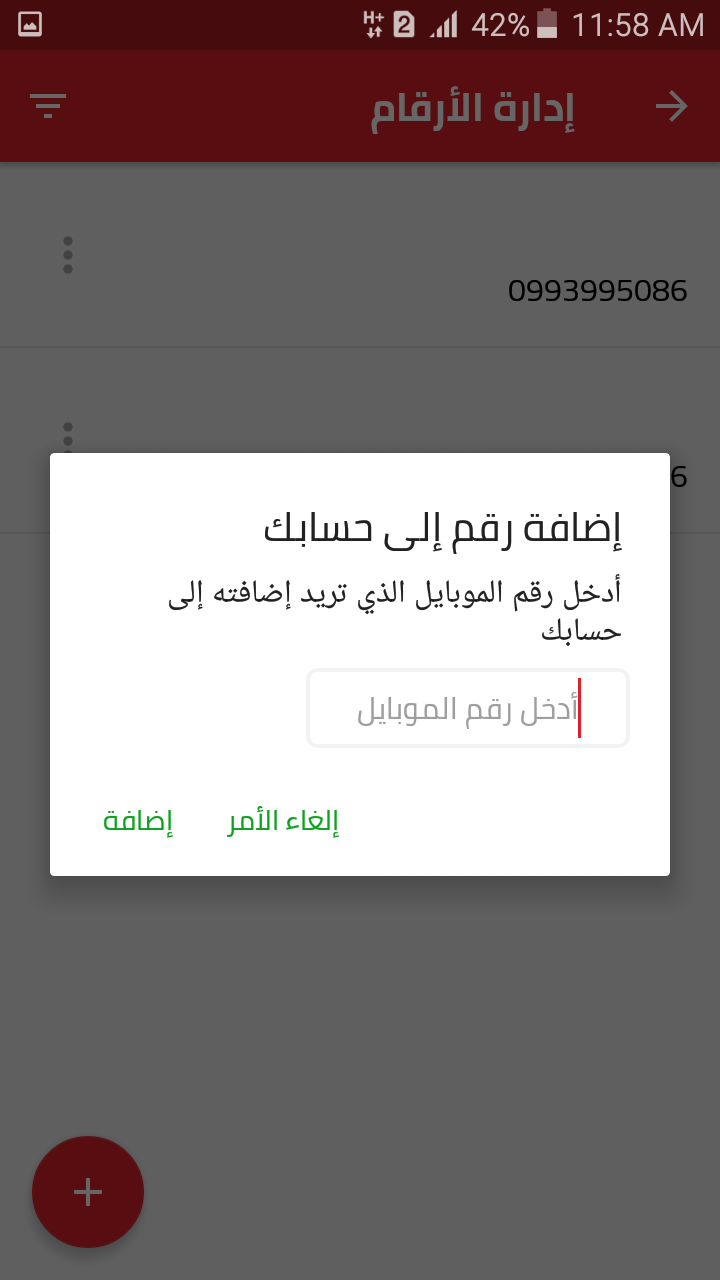 2 42% 11:58 AM
إدارة الأرقام
0993995086
6
إضافة رقم إلى حسابك
أدخل رقم الموبايل الذي تريد إضافته إلى
حسابك
أدخل رقم الموبايل
إلغاء الأمر إضافة